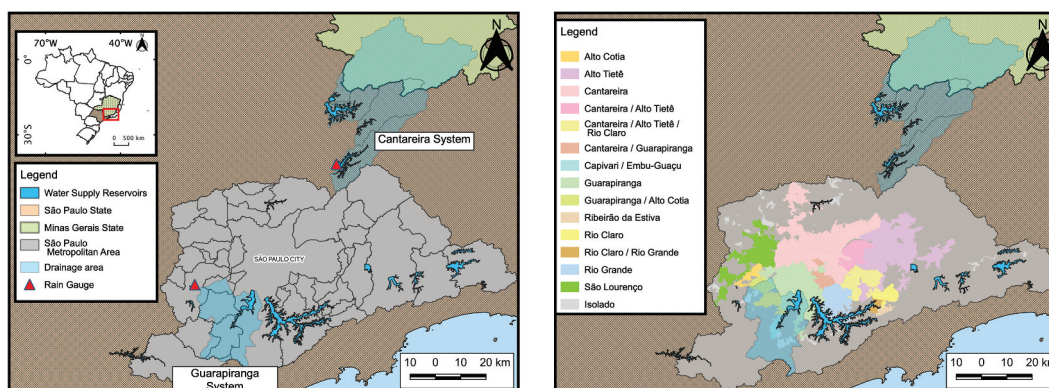 70°W 40°W
N
0°
30°S
0 500 km
Legend
Water Supply Reservoirs
São Paulo State
Minas Gerais State
São Paulo
Metropolitan Area
Drainage area
Rain Gauge
N
Cantareira System
SÃO PAULO CITY
Guarapiranga
System
10 0 10 20 km
N
Legend
Alto Cotia
Alto Tietê
Cantareira
Cantareira / Alto Tietê
Cantareira / Alto Tietê /
Rio Claro
Cantareira / Guarapiranga
Capivari / Embu-Guaçu
Guarapiranga
Guarapiranga / Alto Cotia
Ribeirão da Estiva
Rio Claro
Rio Claro / Rio Grande
Rio Grande
São Lourenço
Isolado
10 0 10 20 km